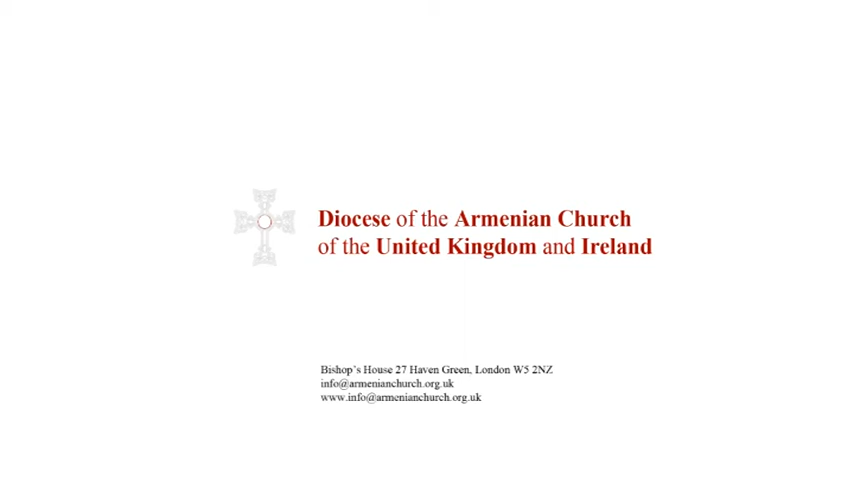 Diocese of the Armenian Church
of the United Kingdom and Ireland
Bishop's House 27 Haven Green, London W5 2NZ
info@armenianchurch.org.uk
www.info@armenianchurch.org.uk